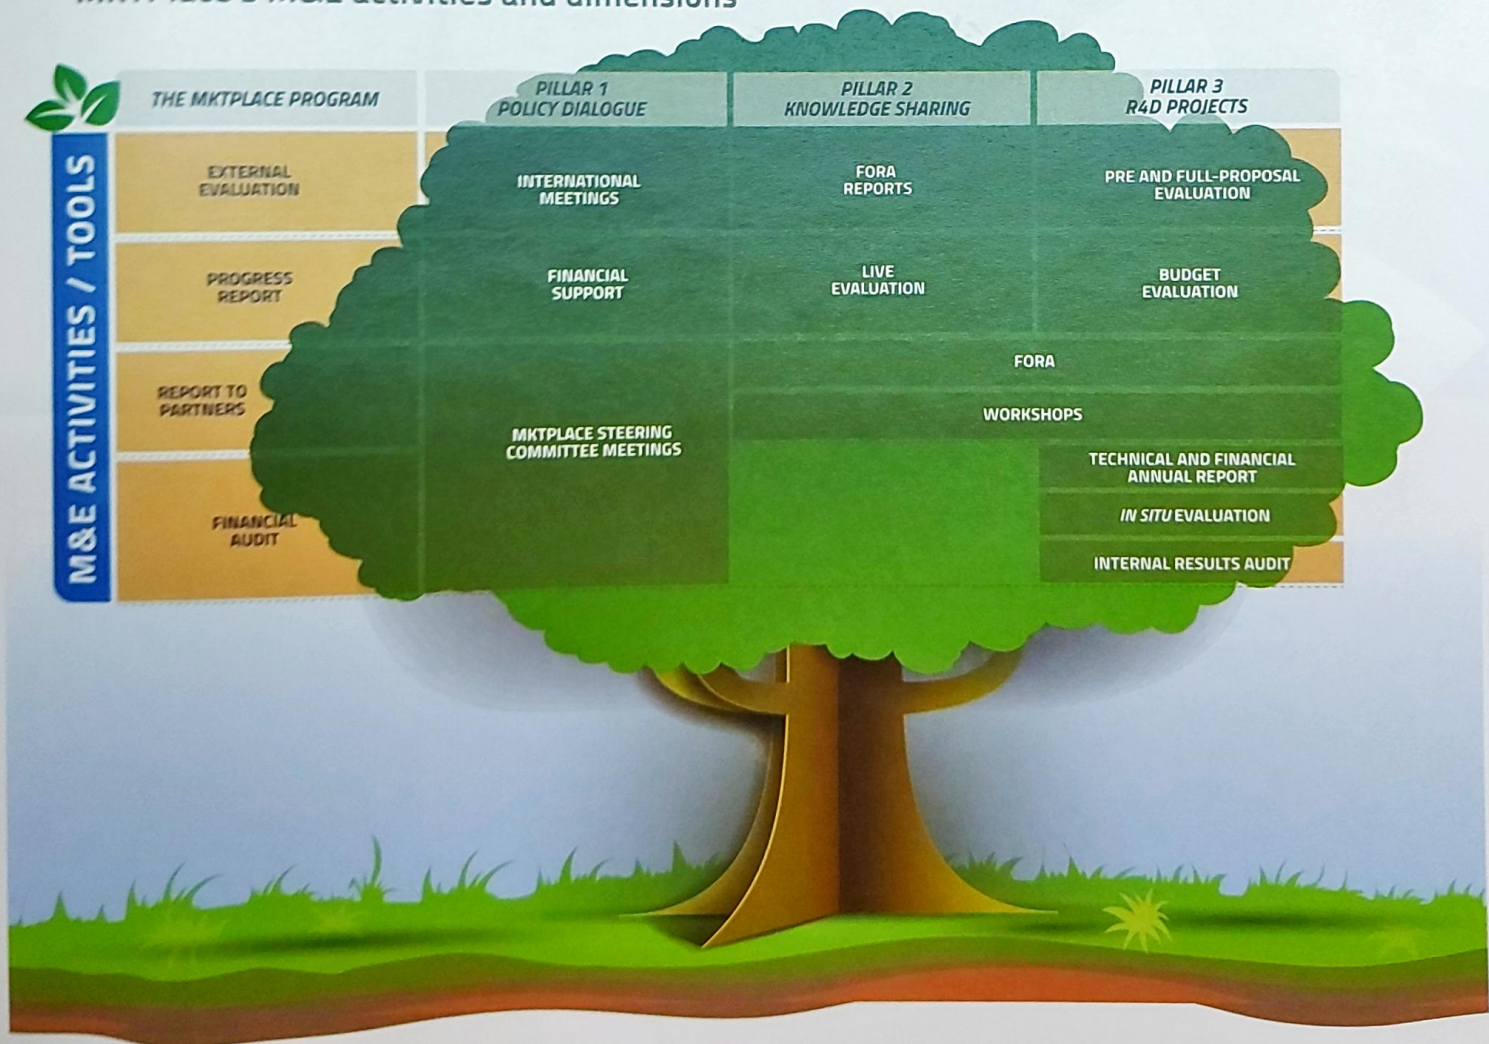 M&E activities and dimensions
THE MKTPLACE PROGRAM
PILLAR 1
POLICY DIALOGUE
PILLAR 2
KNOWLEDGE SHARING
PILLAR 3
R4D PROJECTS
M&E ACTIVITIES / TOOLS
EXTERNAL
EVALUATION
INTERNATIONAL
MEETINGS
FORA
REPORTS
PRE AND FULL-PROPOSAL
EVALUATION
PROGRESS
REPORT
FINANCIAL
SUPPORT
LIVE
EVALUATION
BUDGET
EVALUATION
REPORT TO
PARTNERS
FORA
WORKSHOPS
MKTPLACE STEERING
COMMITTEE MEETINGS
TECHNICAL AND FINANCIAL
ANNUAL REPORT
FINANCIAL
AUDIT
IN SITU EVALUATION
INTERNAL RESULTS AUDIT